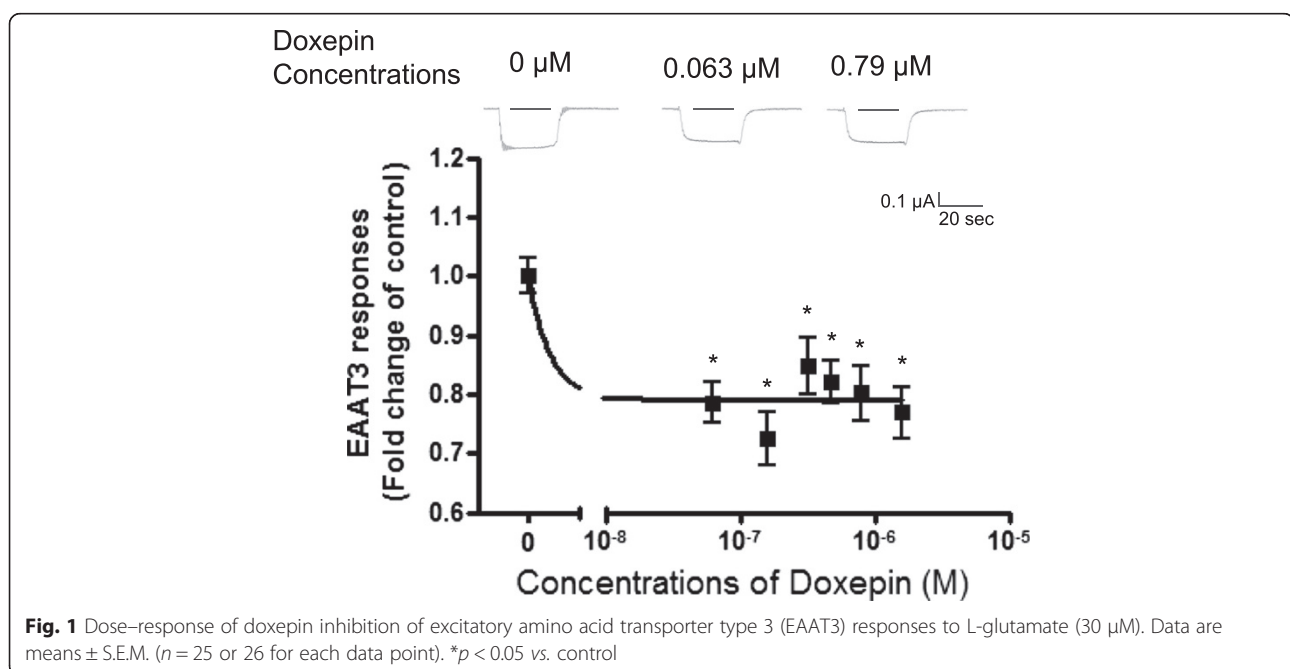 Doxepin
Concentrations
0 µM
0.063 µM
0.79 µM
0.1 µA
20 sec
EAAT3 responses
(Fold change of control)
1.2
1.1
1.0
0.9
0.8
0.7
0.6
* * * * * *
0 10⁻⁸ 10⁻⁷ 10⁻⁶ 10⁻⁵
Concentrations of Doxepin (M)
Fig. 1 Dose–response of doxepin inhibition of excitatory amino acid transporter type 3 (EAAT3) responses to L-glutamate (30 µM). Data are
means ± S.E.M. (n = 25 or 26 for each data point). *p < 0.05 vs. control